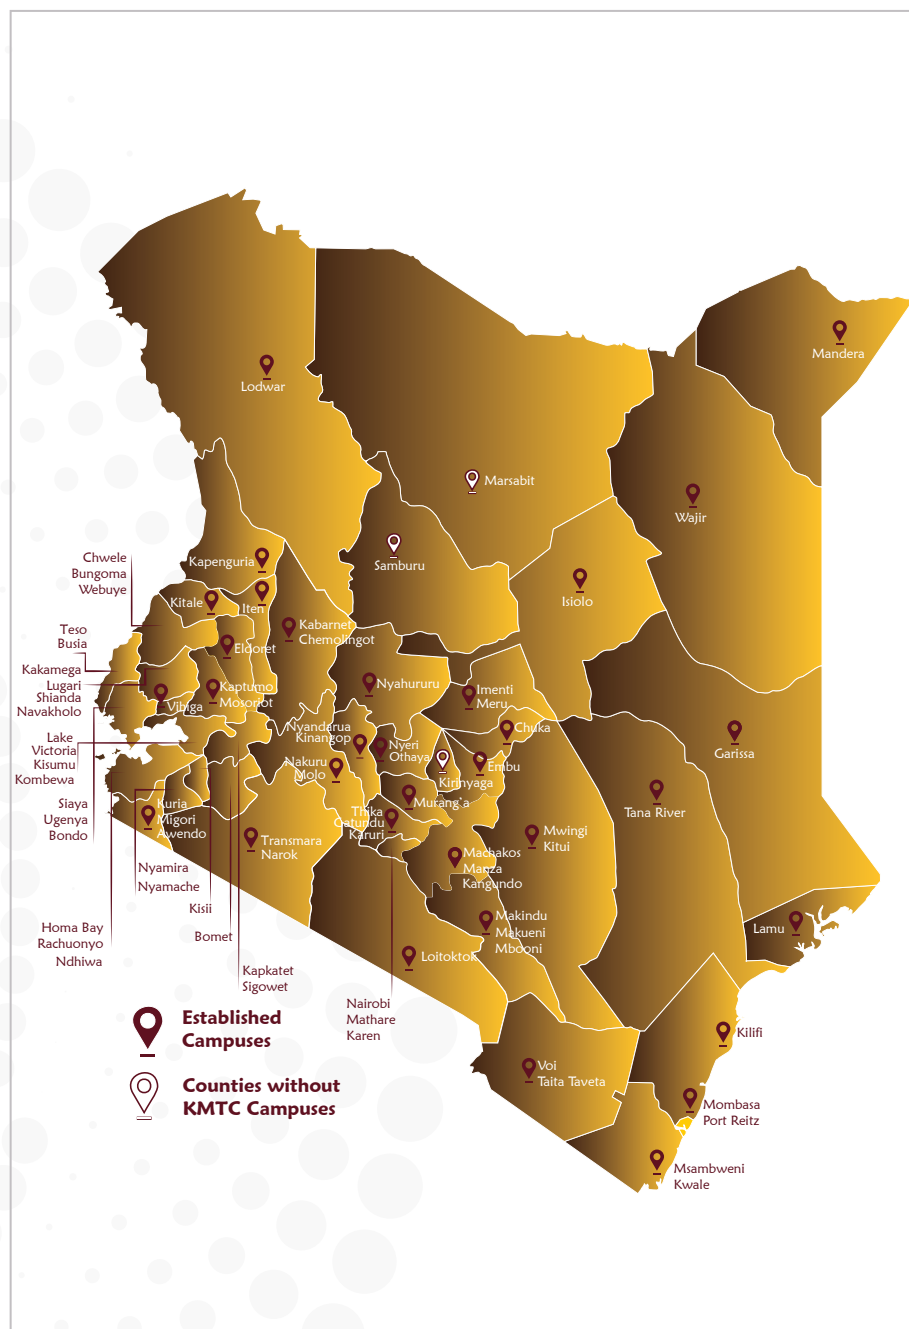 Mandera
Lodwar
Marsabit
Wajir
Samburu
Kapenguria
Isiolo
Chwele
Bungoma
Webuye
Kitale
Iten
Kabarnet
Chemolingot
Teso
Busia
Eldoret
Kakamega
Lugari
Shianda
Navakholo
Vihiga
Kaptumo
Mosoriot
Nyahururu
Imenti
Meru
Chuka
Garissa
Nyandarua
Kinangop
Nyeri
Othaya
Lake
Victoria
Kisumu
Kombewa
Nakuru
Molo
Kirinyaga
Embu
Tana River
Siaya
Ugenya
Bondo
Kuria
Migori
Awendo
Murang'a
Thika
Gatundu
Karuri
Transmara
Narok
Machakos
Manza
Kangundo
Mwingi
Kitui
Nyamira
Nyamache
Kisii
Homa Bay
Rachuonyo
Ndhiwa
Bomet
Makindu
Makueni
Mbooni
Lamu
Loitoktok
Kapkatet
Sigowet
Nairobi
Mathare
Karen
Established
Campuses
Kilifi
Voi
Taita Taveta
Counties without
KMTC Campuses
Mombasa
Port Reitz
Msambweni
Kwale